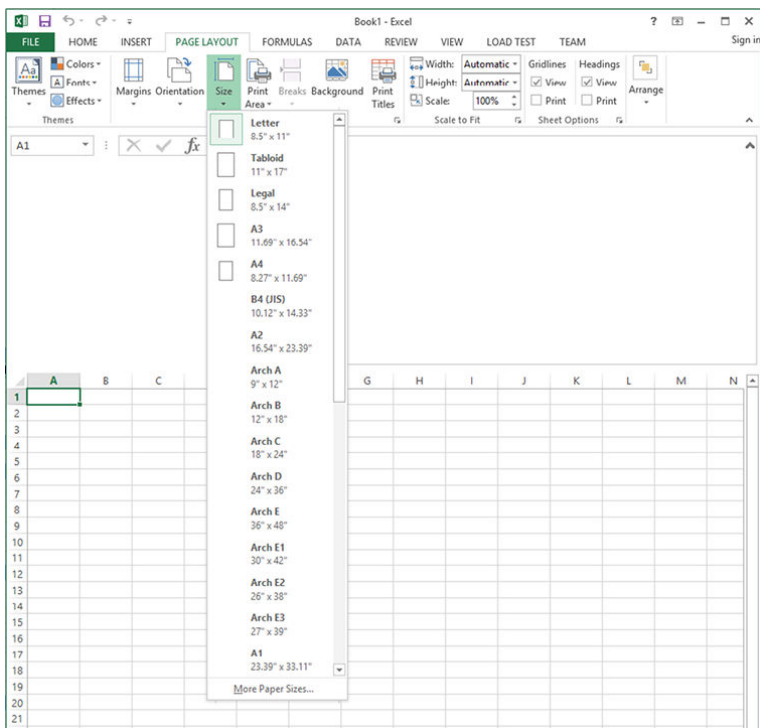 Book1 - Excel
?
FILE HOME INSERT PAGE LAYOUT FORMULAS DATA REVIEW VIEW LOAD TEST TEAM Sign in
Colors
Fonts
Effects
Themes
Margins Orientation Size Print Area Breaks Background Print Titles
Width: Automatic
Height: Automatic
Scale: 100%
Gridlines Headings
View View
Print Print
Arrange
Themes Scale to Fit Sheet Options
A1 fx
Letter
8.5" x 11"
Tabloid
11" x 17"
Legal
8.5" x 14"
A3
11.69" x 16.54"
A4
8.27" x 11.69"
B4 (JIS)
10.12" x 14.33"
A2
16.54" x 23.39"
Arch A
9" x 12"
Arch B
12" x 18"
Arch C
18" x 24"
Arch D
24" x 36"
Arch E
36" x 48"
Arch E1
30" x 42"
Arch E2
26" x 38"
Arch E3
27" x 39"
A1
23.39" x 33.11"
More Paper Sizes...
A B C G H I J K L M N
1
2
3
4
5
6
7
8
9
10
11
12
13
14
15
16
17
18
19
20
21